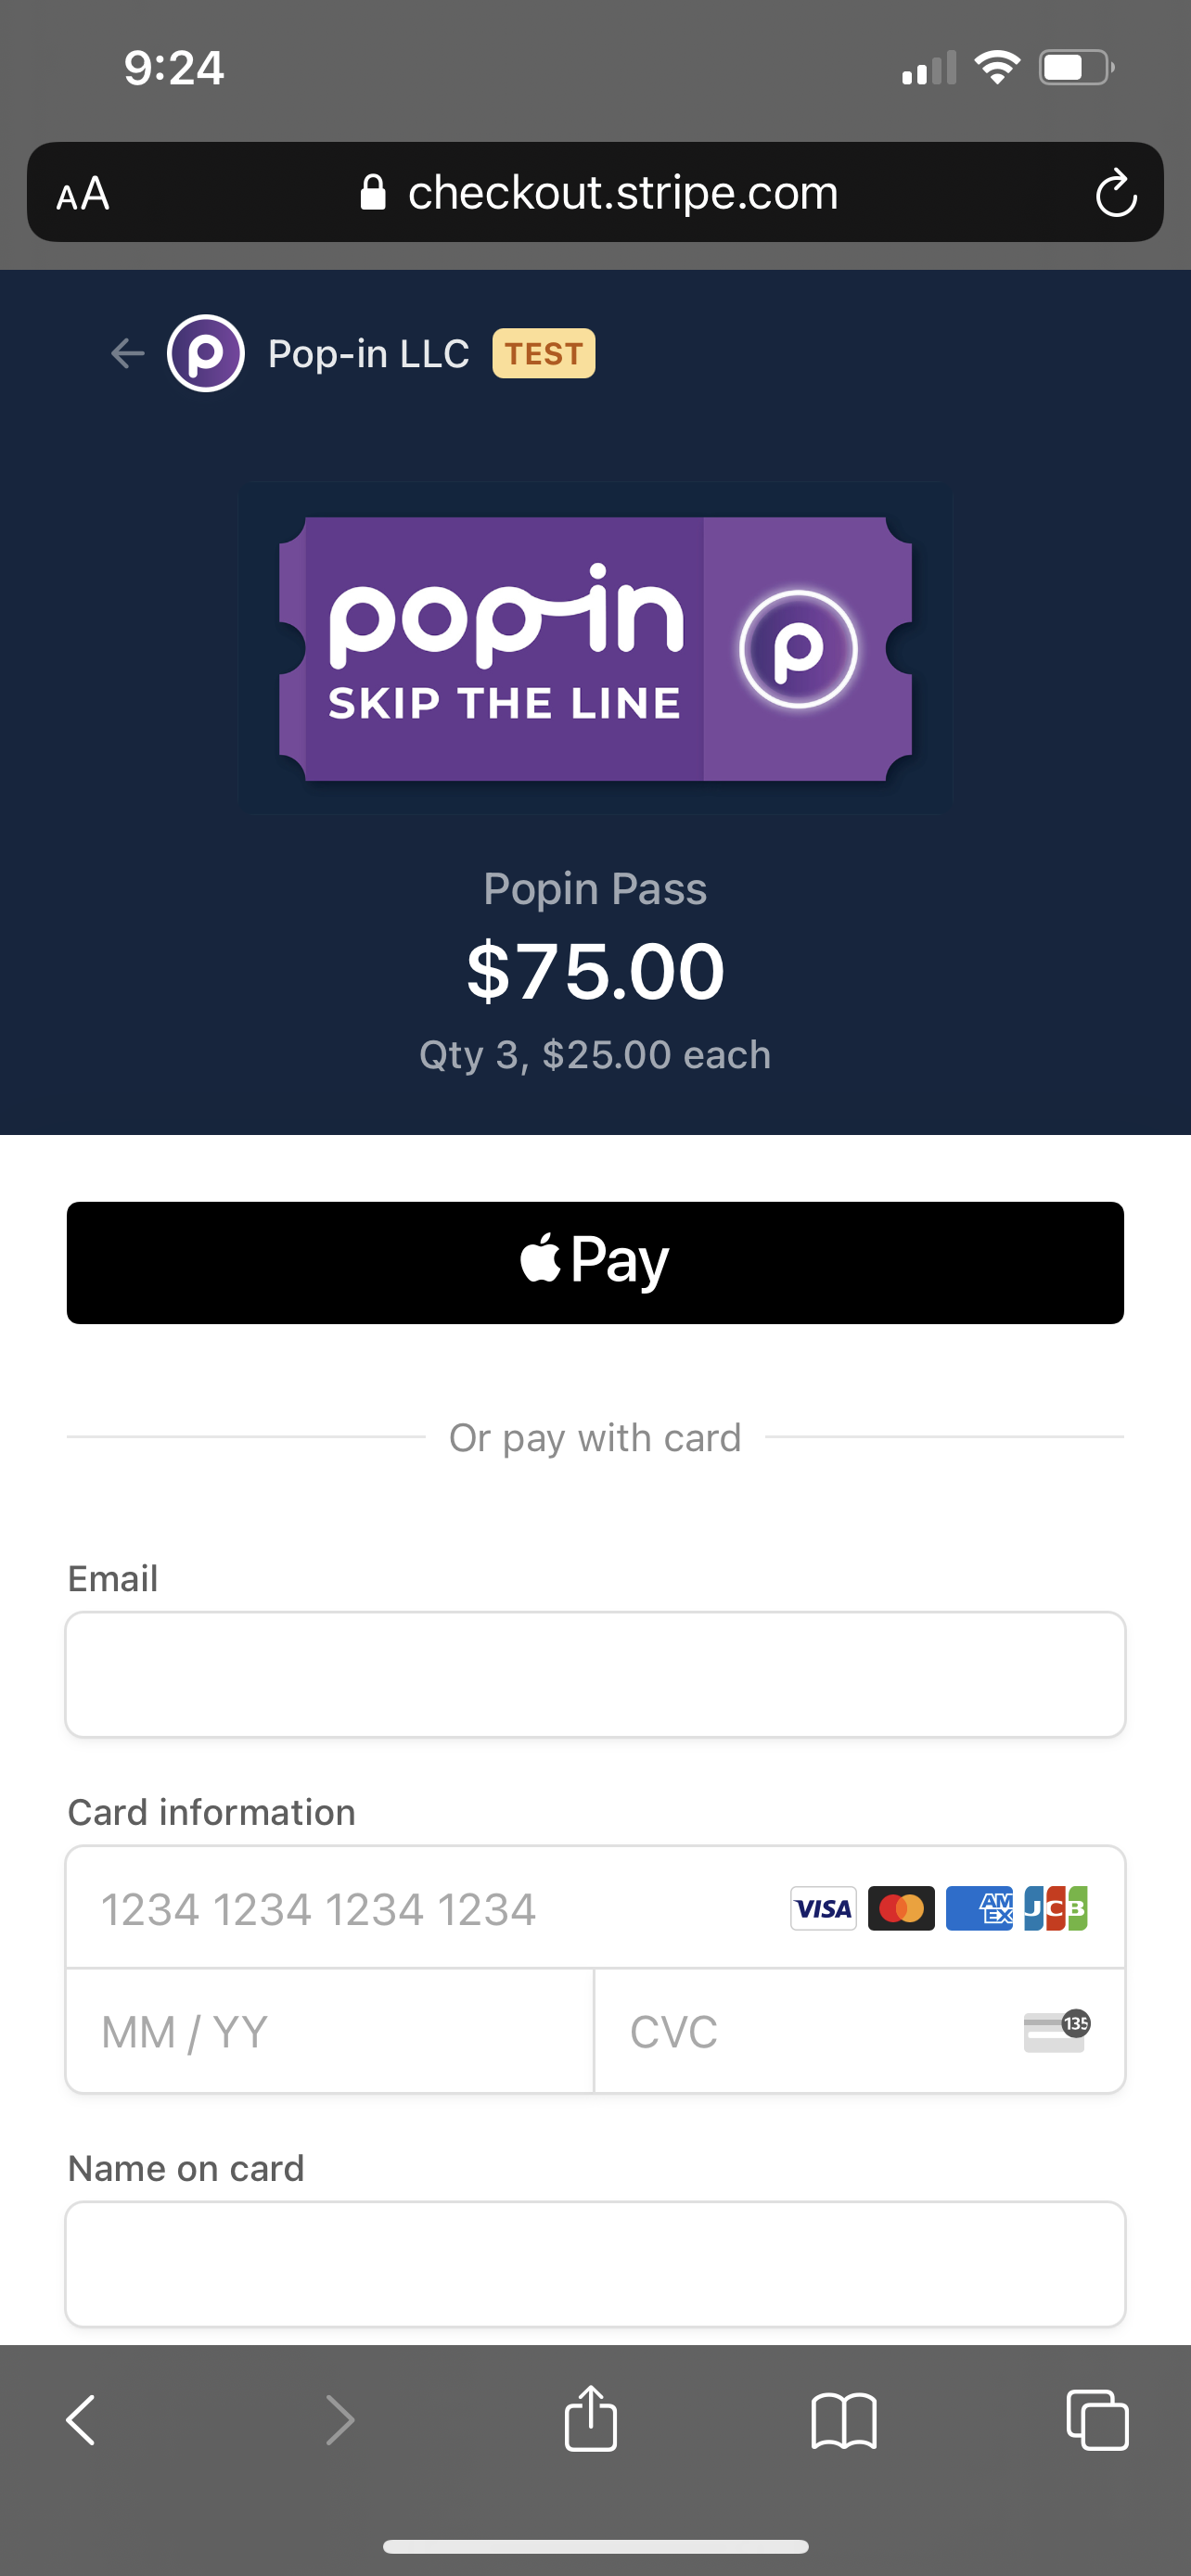 9:24
AA checkout.stripe.com
p Pop-in LLC TEST
pop-in p
SKIP THE LINE
Popin Pass
$75.00
Qty 3, $25.00 each
Pay
Or pay with card
Email
Card information
1234 1234 1234 1234 VISA AMEX JCB
MM / YY CVC 135
Name on card